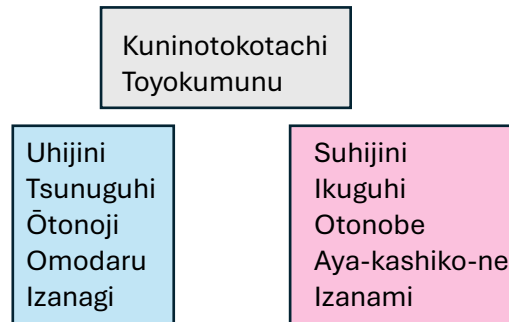 Kuninotokotachi
Toyokumunu
Uhijini
Tsunuguhi
Ōtonoji
Omodaru
Izanagi
Suhijini
Ikuguhi
Otonobe
Aya-kashiko-ne
Izanami